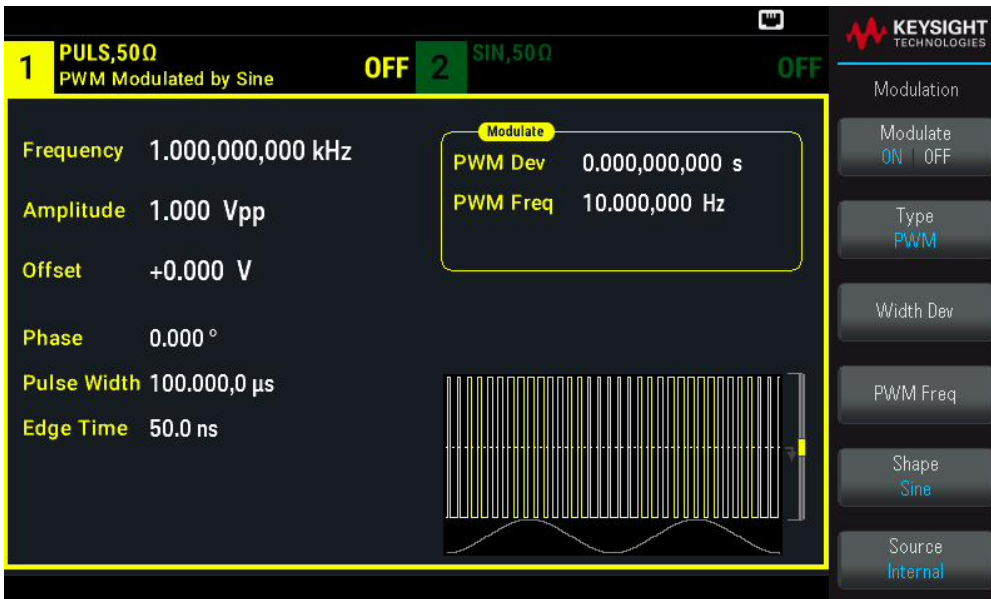 KEYSIGHT
TECHNOLOGIES
1
PULS,50Ω
PWM Modulated by Sine
OFF
2
SIN,50Ω
OFF
Frequency 1.000,000,000 kHz
Amplitude 1.000 Vpp
Offset +0.000 V
Phase 0.000 °
Pulse Width 100.000,0 µs
Edge Time 50.0 ns
Modulate
PWM Dev 0.000,000,000 s
PWM Freq 10.000,000 Hz
Modulation
Modulate
ON | OFF
Type
PWM
Width Dev
PWM Freq
Shape
Sine
Source
Internal